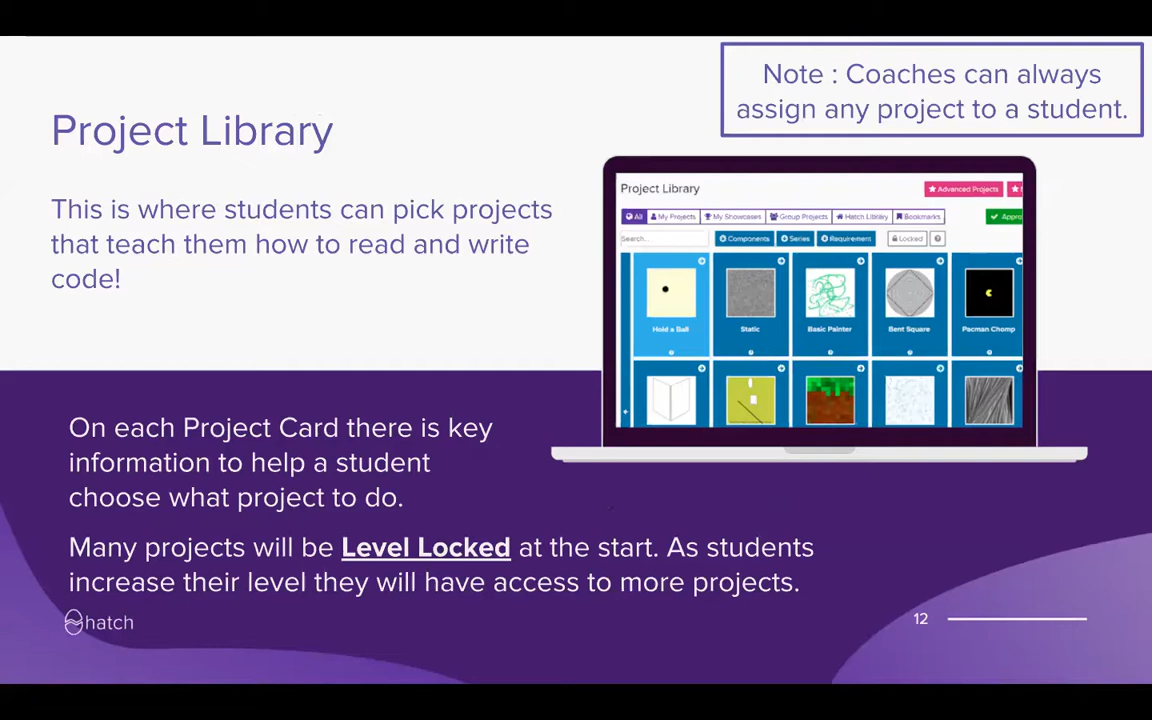 Note : Coaches can always
assign any project to a student.
Project Library
This is where students can pick projects
that teach them how to read and write
code!
Project Library
Advanced Projects
All My Projects My Showcases Group Projects Hatch Library Bookmarks
Search... Components Series Requirement Locked
Hold a Ball Static Basic Painter Bent Square Pacman Chomp
On each Project Card there is key
information to help a student
choose what project to do.
Many projects will be Level Locked at the start. As students
increase their level they will have access to more projects.
hatch
12